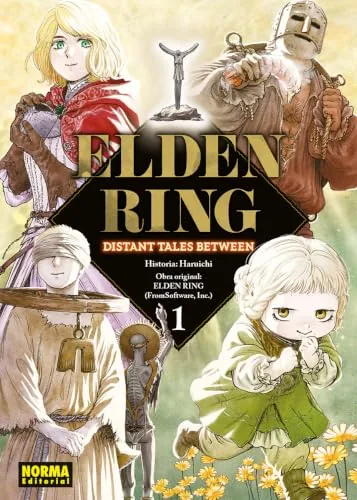 ELDEN
RING
DISTANT TALES BETWEEN
Historia: Haruichi
Obra original:
ELDEN RING
(FromSoftware, Inc.)
1
NORMA
Editorial